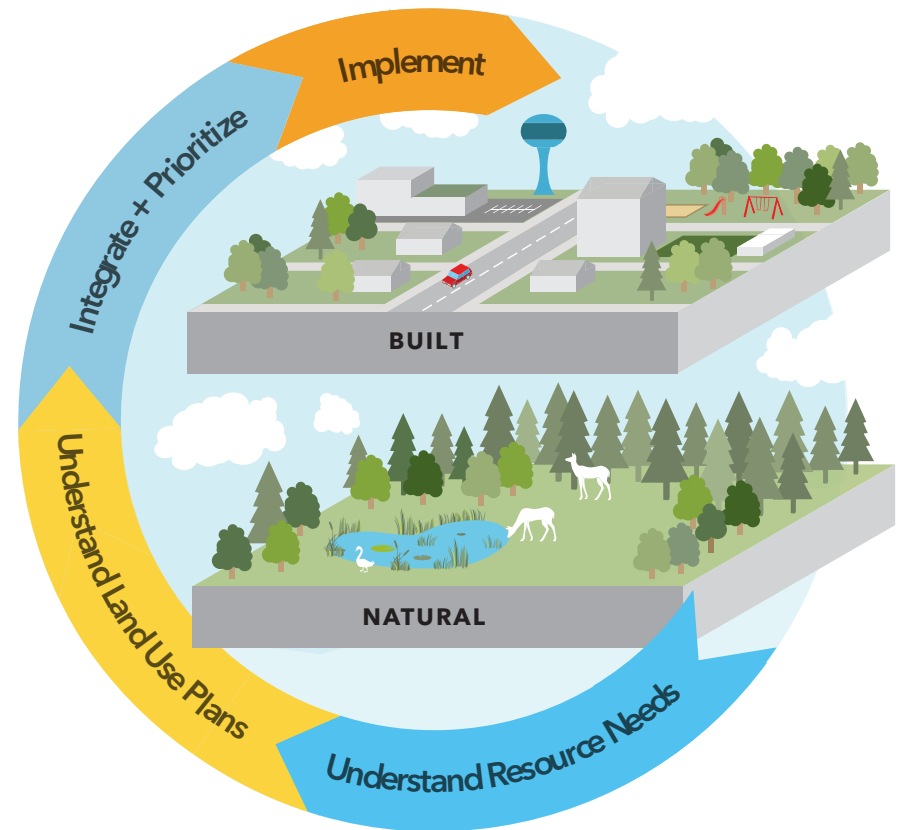 Implement
Integrate + Prioritize
BUILT
Understand Land Use Plans
NATURAL
Understand Resource Needs